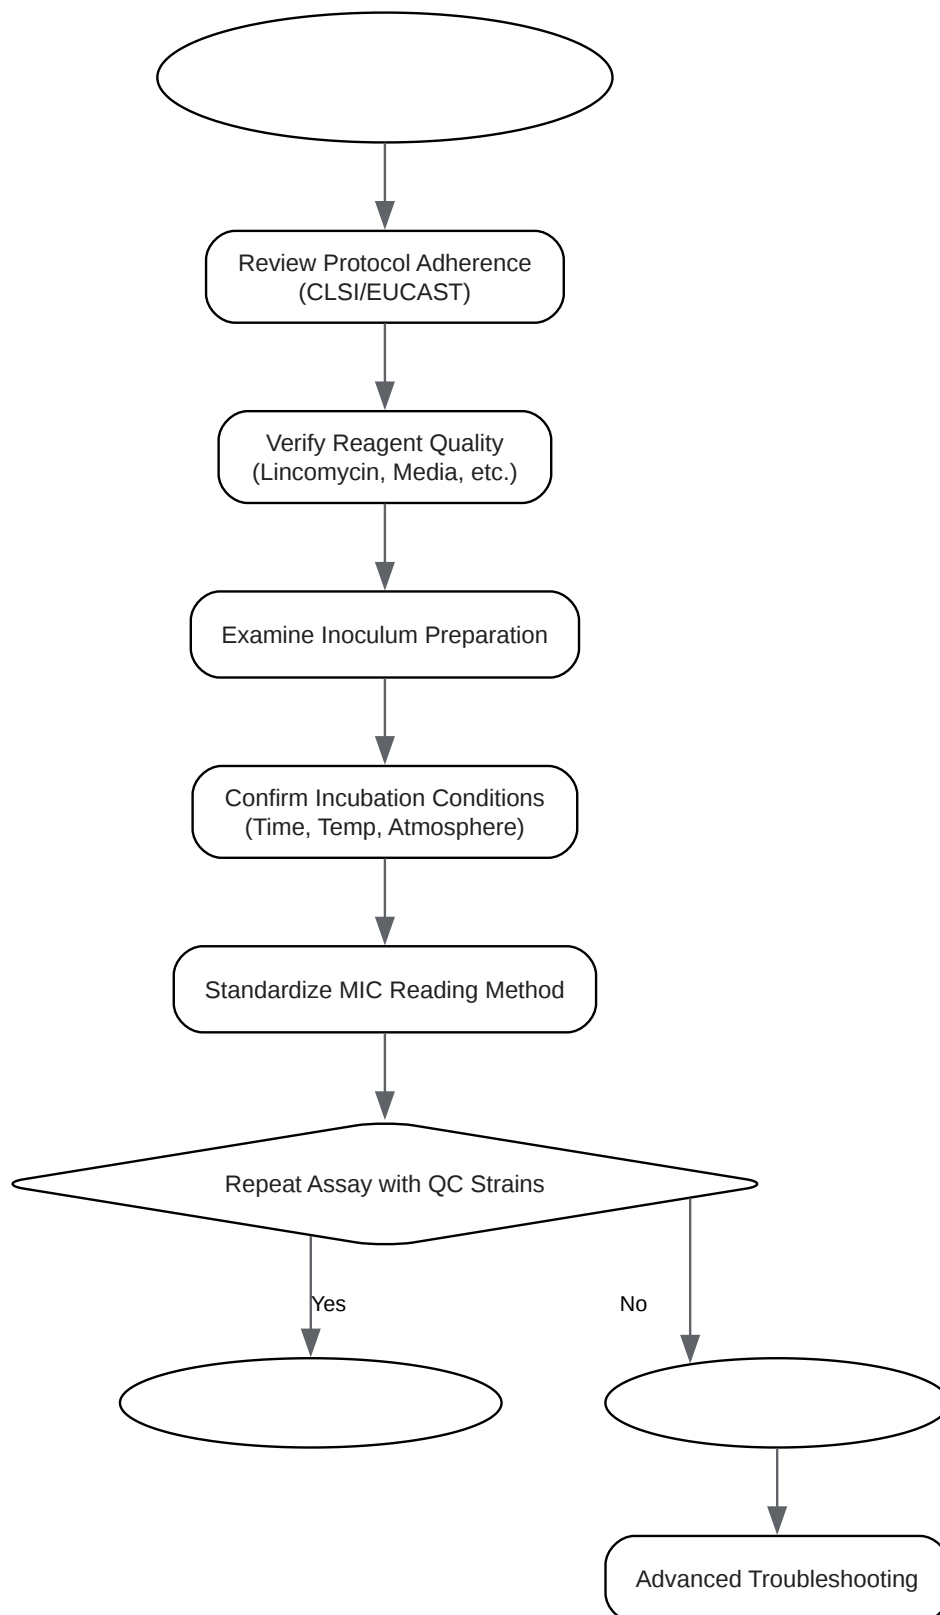 Review Protocol Adherence
(CLSI/EUCAST)
Verify Reagent Quality
(Lincomycin, Media, etc.)
Examine Inoculum Preparation
Confirm Incubation Conditions
(Time, Temp, Atmosphere)
Standardize MIC Reading Method
Repeat Assay with QC Strains
Yes
No
Advanced Troubleshooting